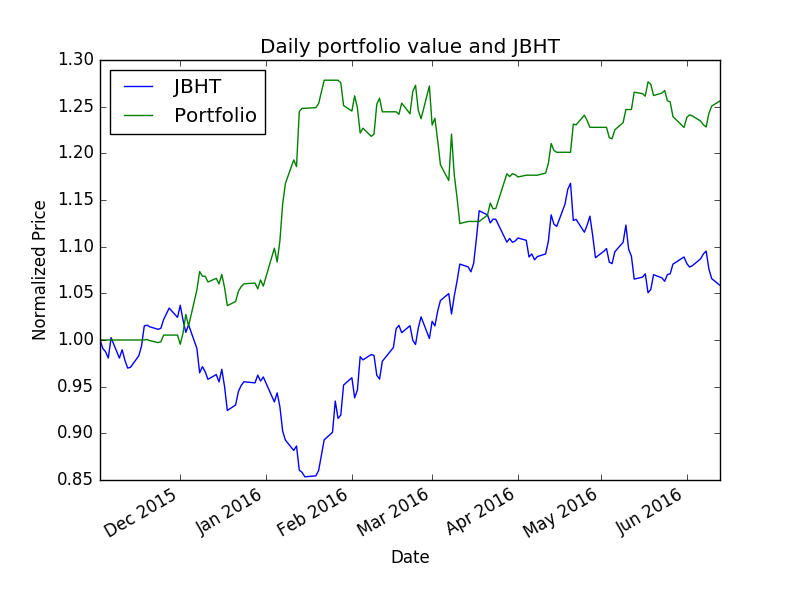 Daily portfolio value and JBHT
JBHT
Portfolio
1.30
1.25
1.20
1.15
1.10
1.05
1.00
0.95
0.90
0.85
Normalized Price
Dec 2015
Jan 2016
Feb 2016
Mar 2016
Apr 2016
May 2016
Jun 2016
Date